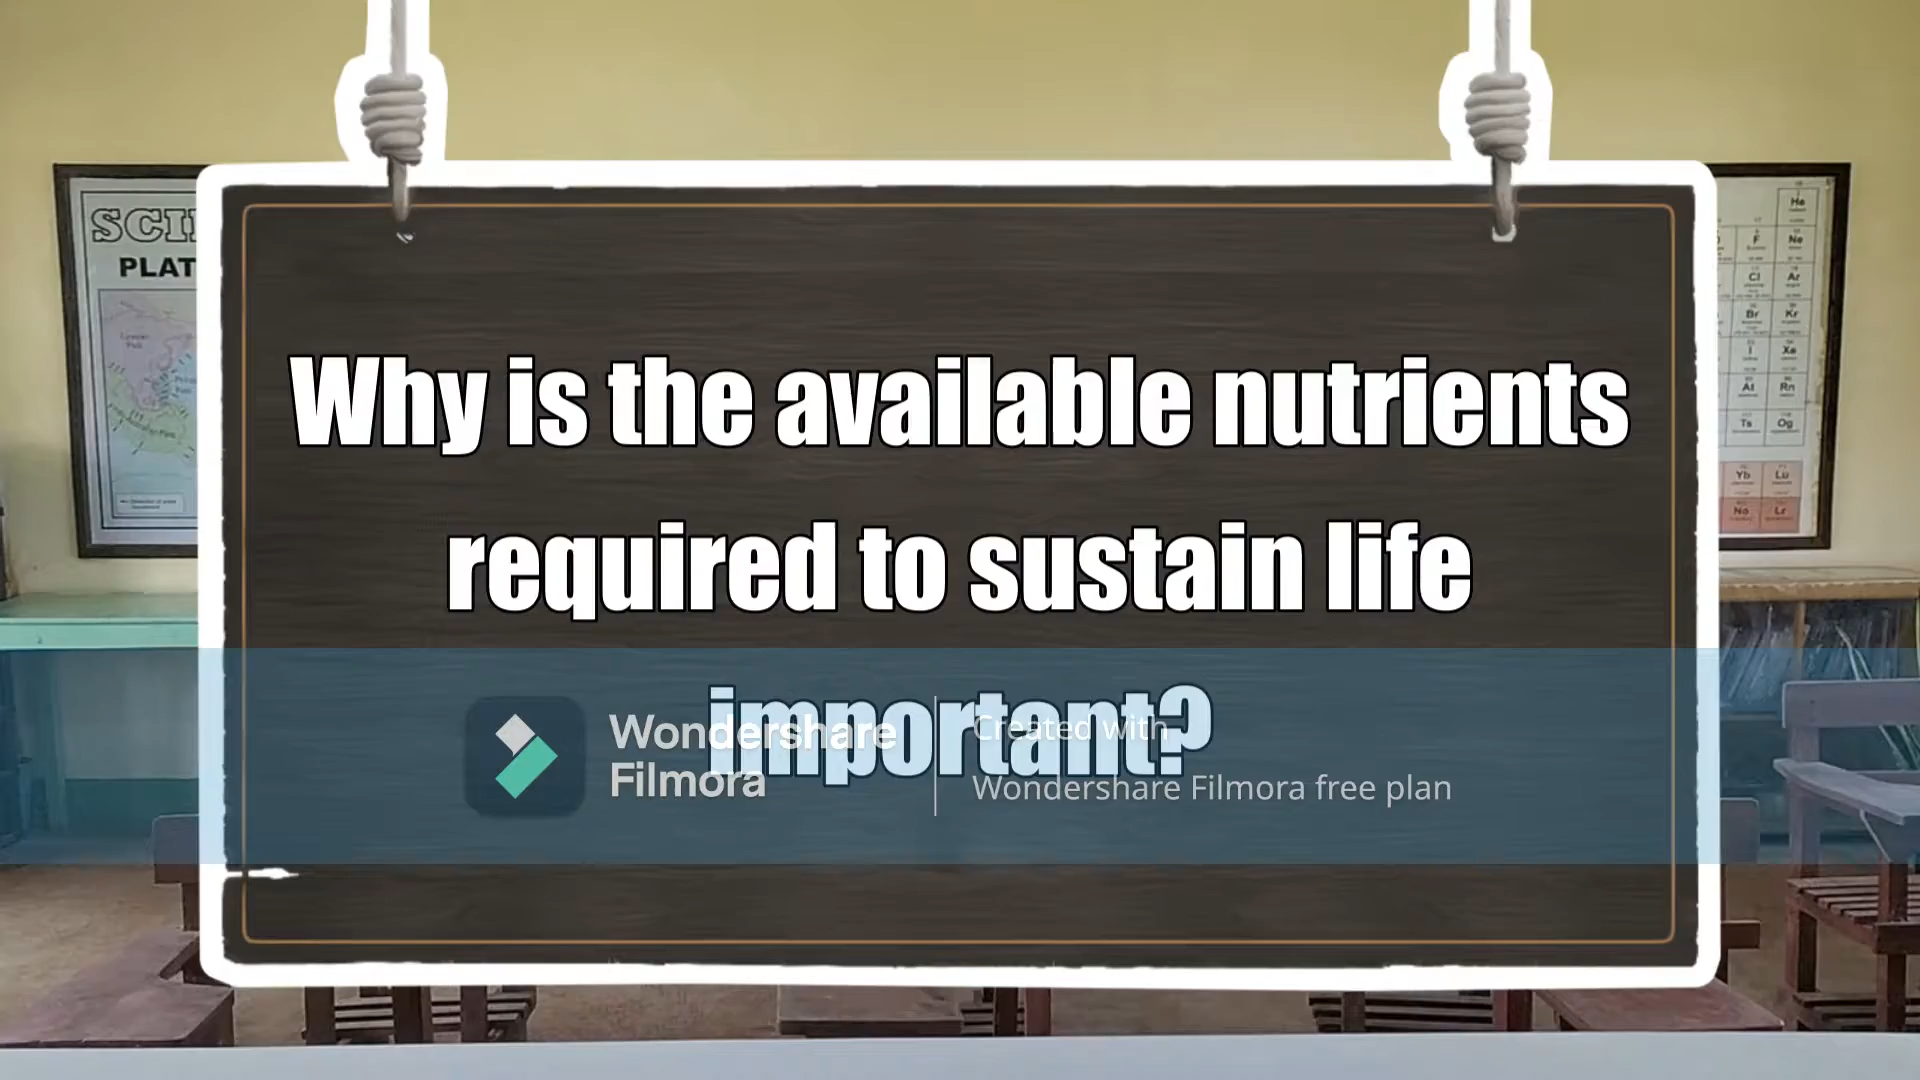 SCI
PLAT
He
F Ne
Cl Ar
Br Kr
I Xe
At Rn
Ts Og
Yb Lu
No Lr
Why is the available nutrients
required to sustain life
important?
Wondershare
Filmora
Created with
Wondershare Filmora free plan